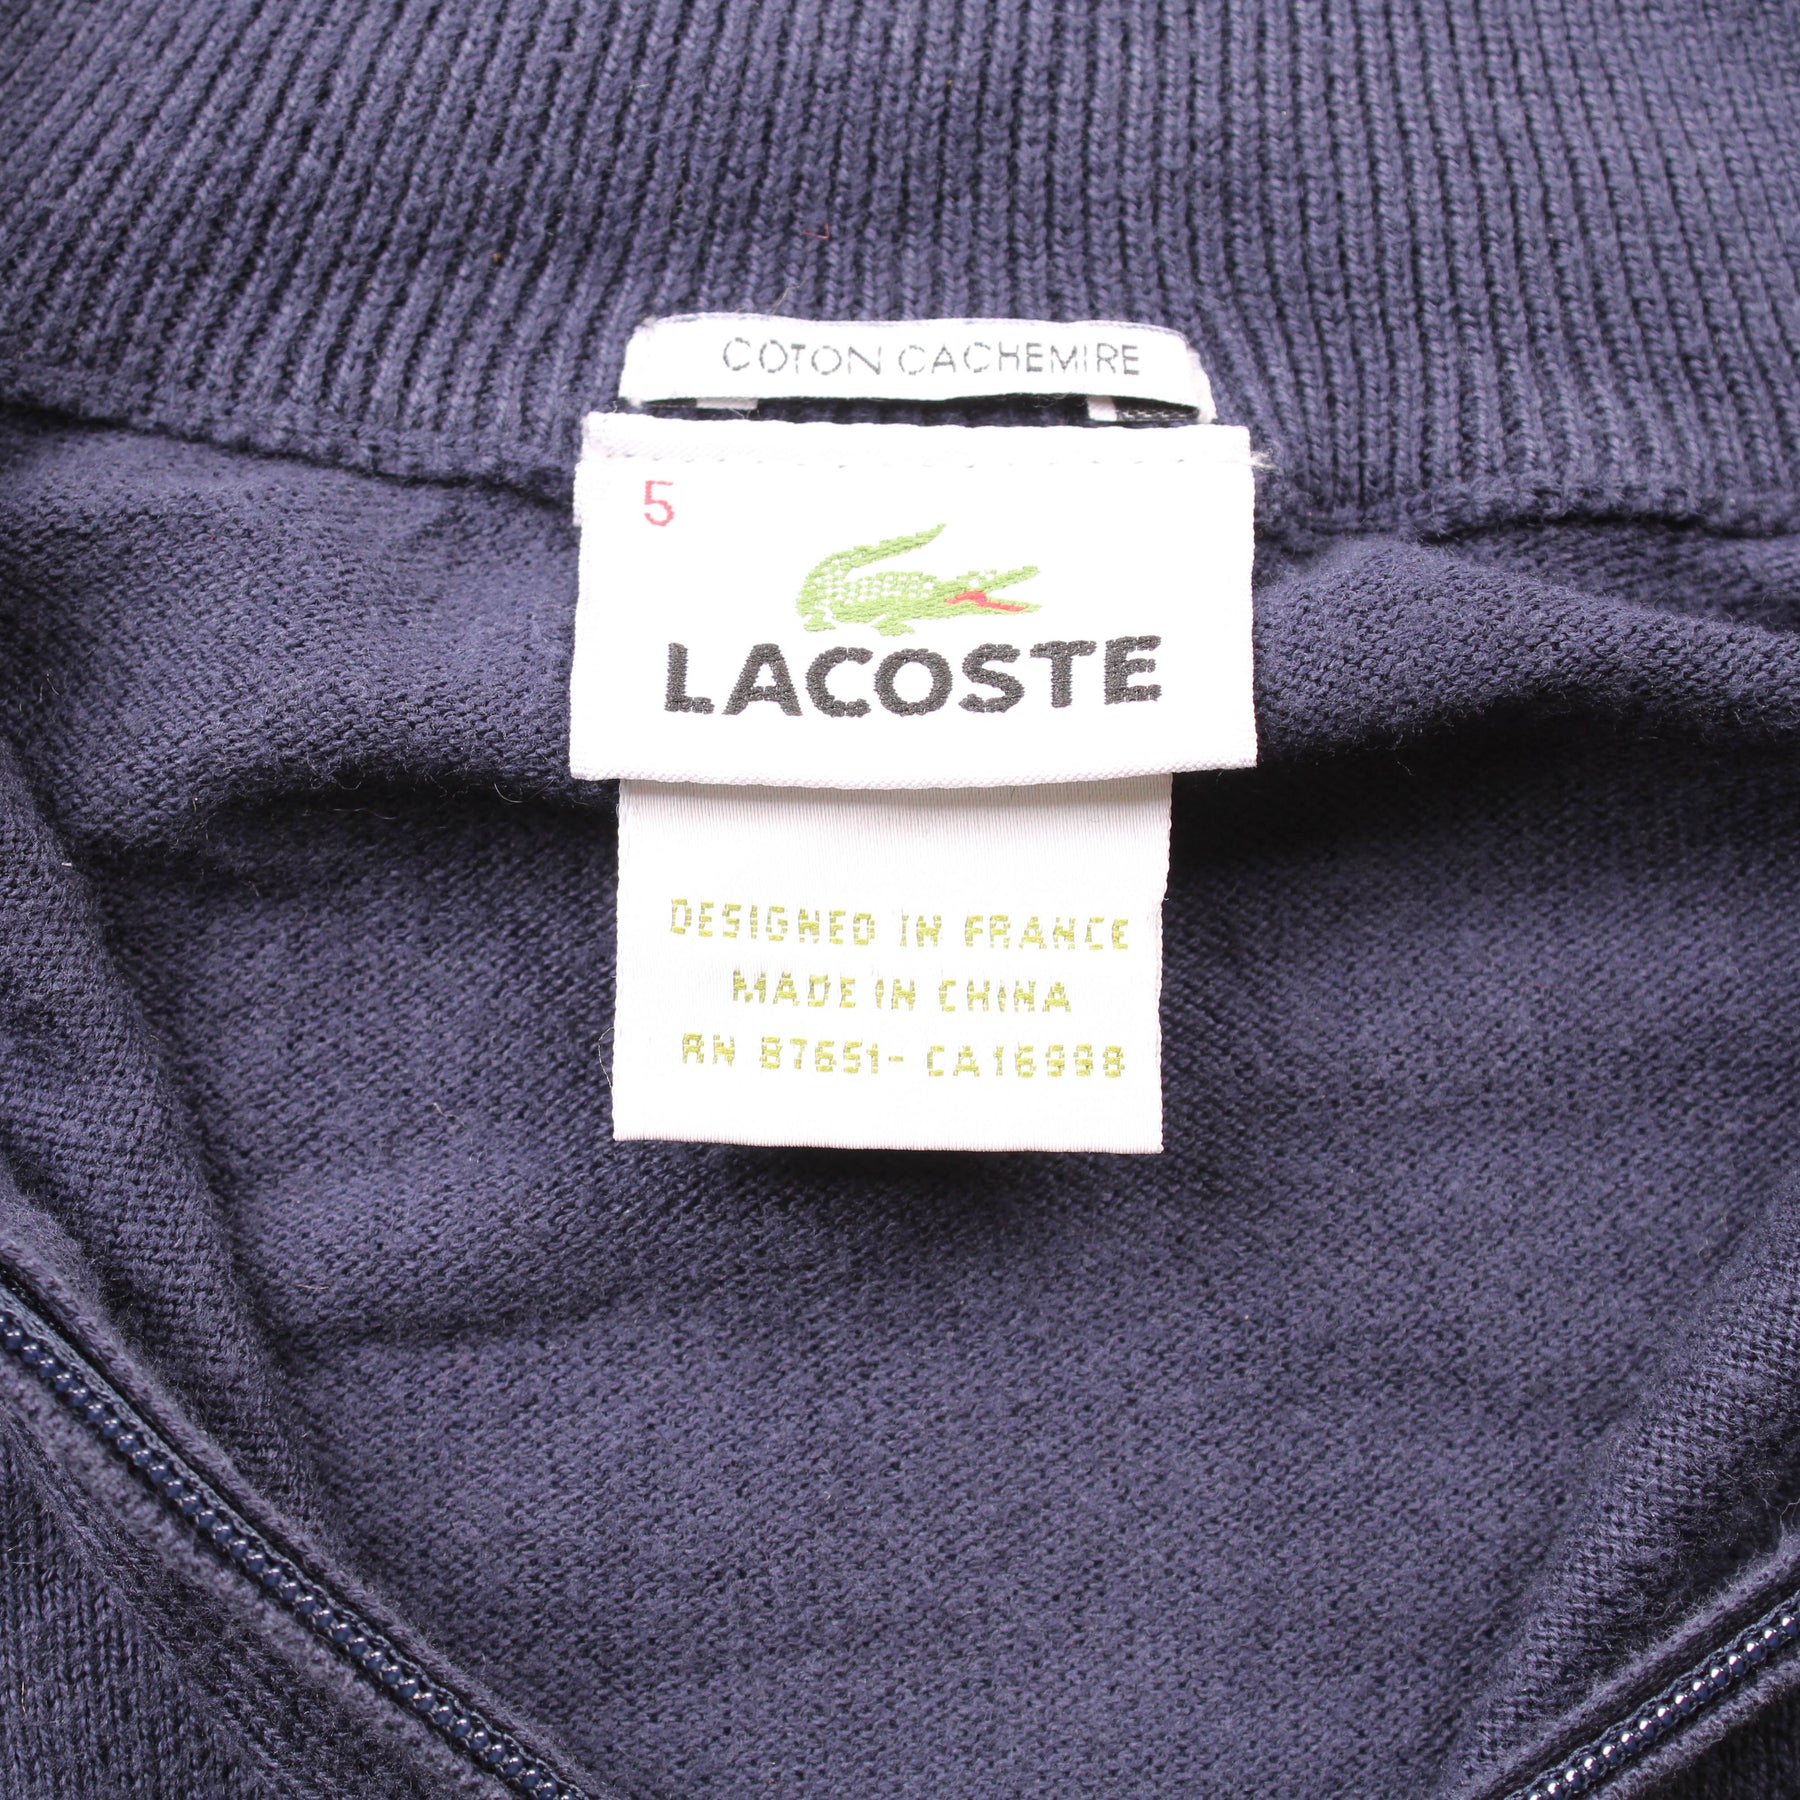 COTON CACHEMIRE
5
LACOSTE
DESIGNED IN FRANCE
MADE IN CHINA
RN 87651- CA16998